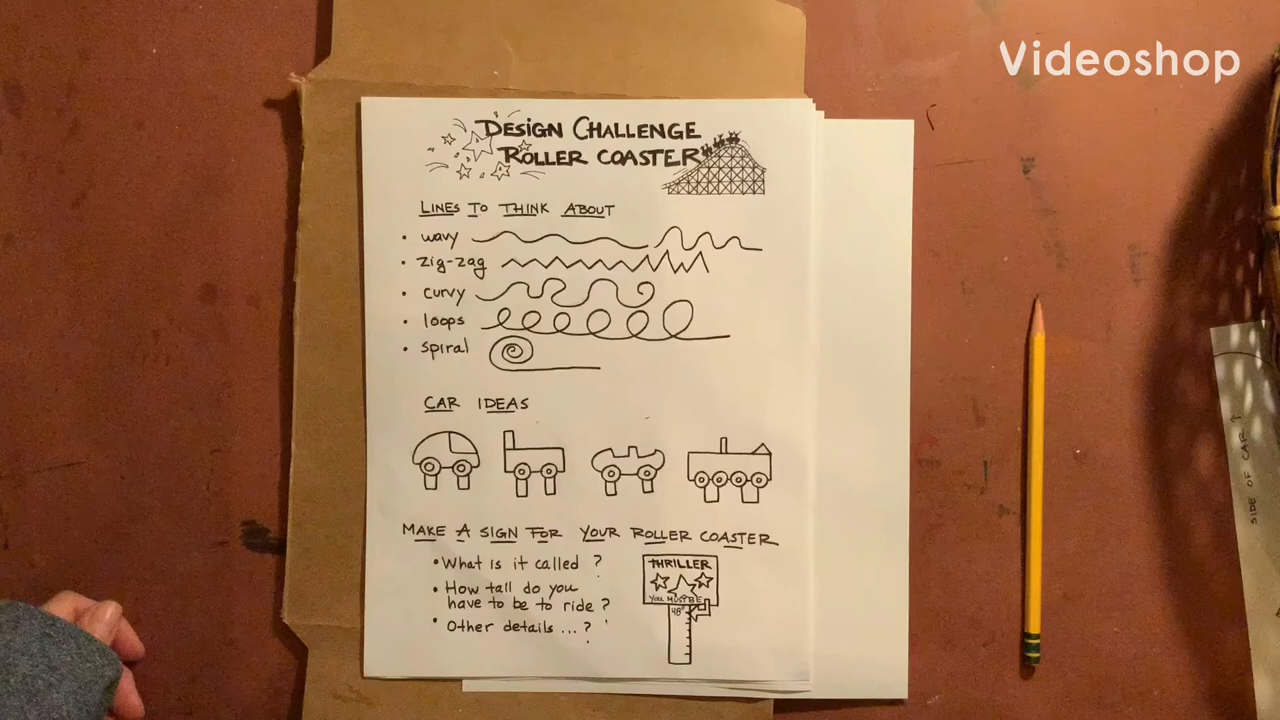 Videoshop
DESIGN CHALLENGE
ROLLER COASTER
LINES TO THINK ABOUT
• wavy
• zig-zag
• curvy
• loops
• spiral
CAR IDEAS
MAKE A SIGN FOR YOUR ROLLER COASTER
• What is it called ?
• How tall do you
have to be to ride ?
• Other details ... ?
THRILLER
YOU MUST BE
48"
SIDE OF CAR ↑